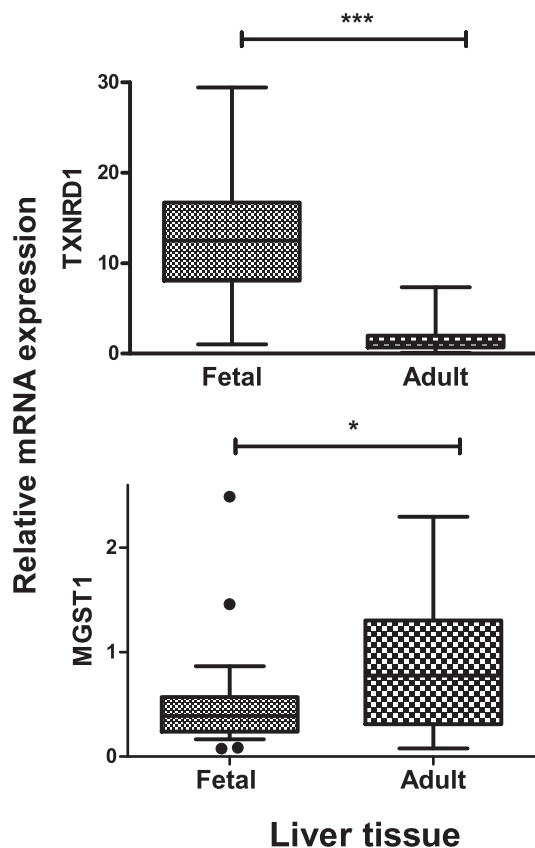 ***
Relative mRNA expression
TXNRD1
30
20
10
0
Fetal Adult
*
MGST1
2
1
0
Fetal Adult
Liver tissue